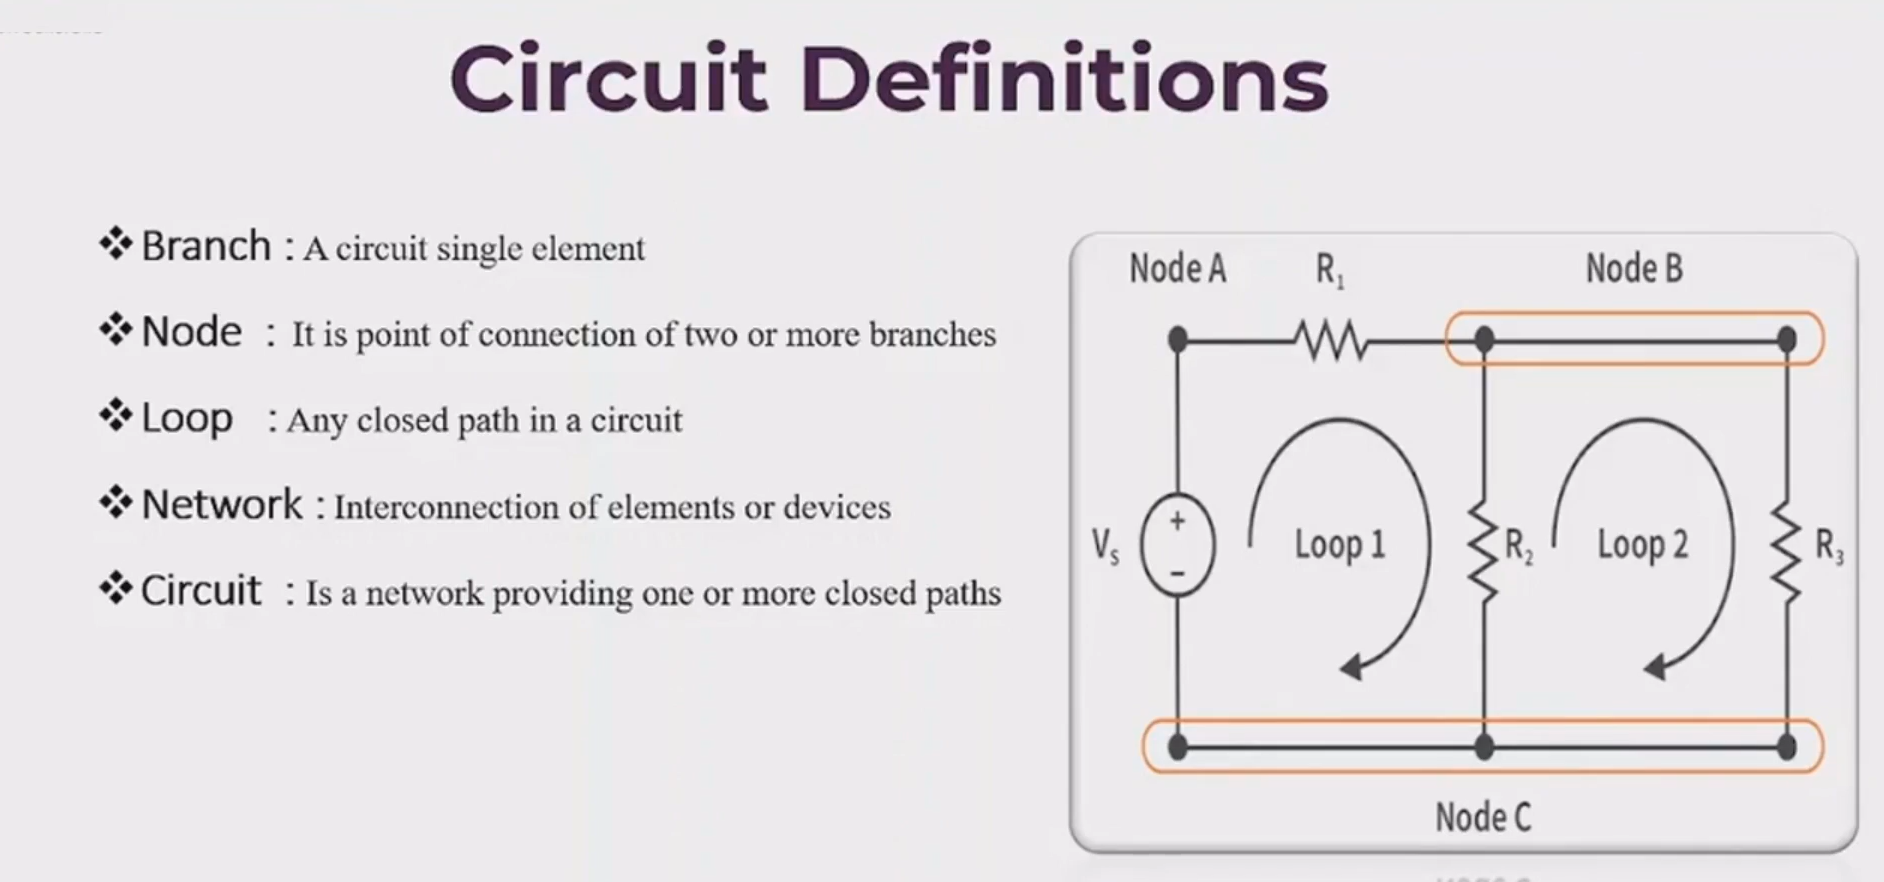 Circuit Definitions
❖ Branch : A circuit single element
❖ Node : It is point of connection of two or more branches
❖ Loop : Any closed path in a circuit
❖ Network : Interconnection of elements or devices
❖ Circuit : Is a network providing one or more closed paths
Node A R₁ Node B
Vₛ + − Loop 1 R₂ Loop 2 R₃
Node C